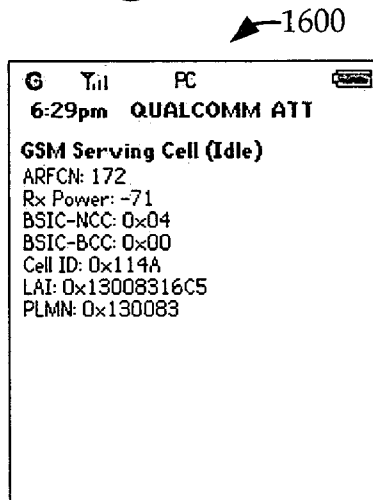 1600
G PC
6:29pm QUALCOMM ATT
GSM Serving Cell (Idle)
ARFCN: 172
Rx Power: -71
BSIC-NCC: 0x04
BSIC-BCC: 0x00
Cell ID: 0x114A
LAI: 0x13008316C5
PLMN: 0x130083